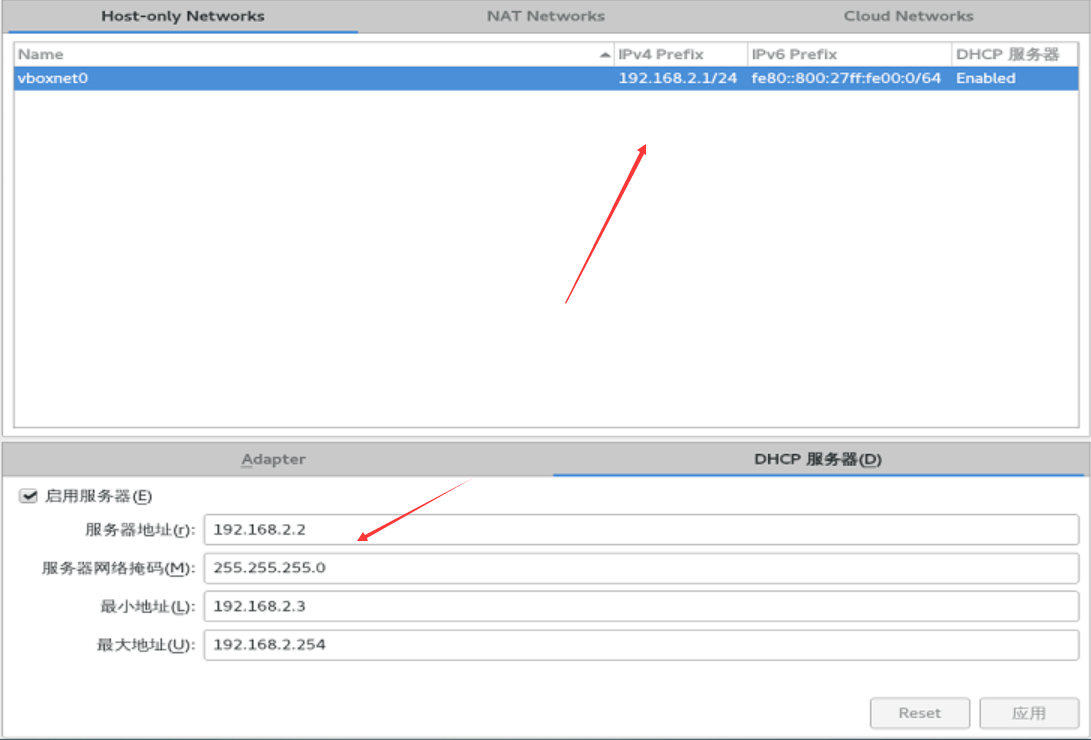 Host-only Networks NAT Networks Cloud Networks
Name IPv4 Prefix IPv6 Prefix DHCP 服务器
vboxnet0 192.168.2.1/24 fe80::800:27ff:fe00:0/64 Enabled
Adapter DHCP 服务器(D)
启用服务器(E)
服务器地址(r): 192.168.2.2
服务器网络掩码(M): 255.255.255.0
最小地址(L): 192.168.2.3
最大地址(U): 192.168.2.254
Reset 应用